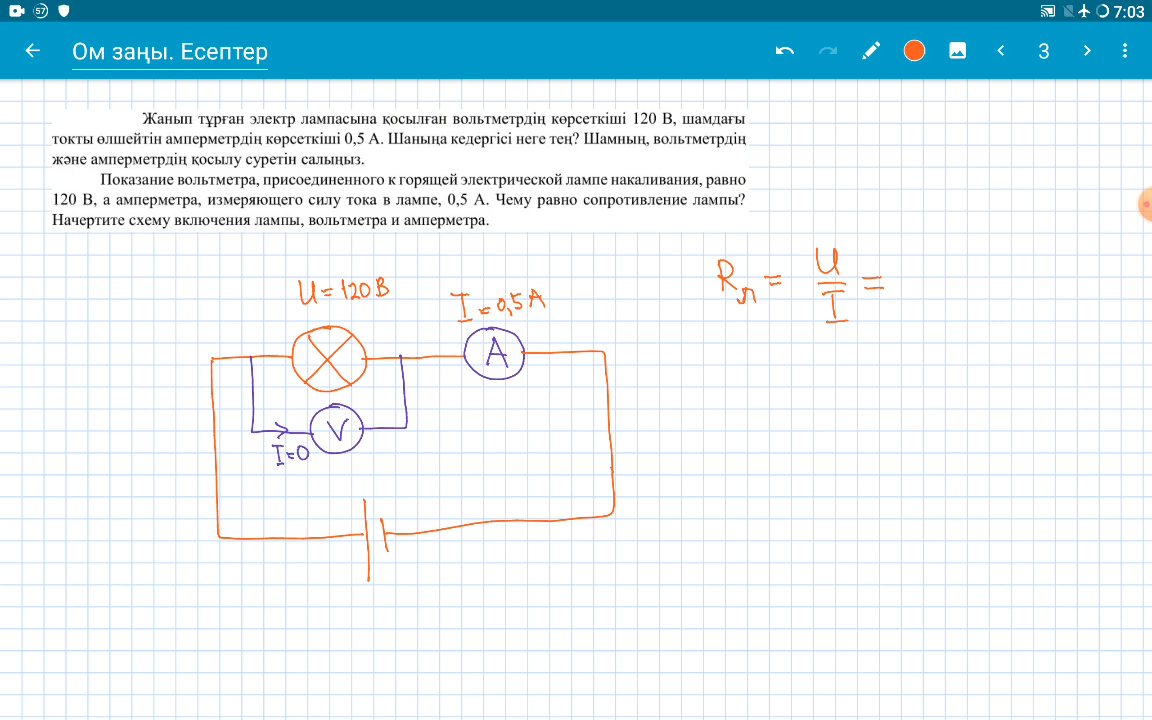 57
7:03
Ом заңы. Есептер
3
Жанып тұрған электр лампасына қосылған вольтметрдің көрсеткіші 120 В, шамдағы
токты өлшейтін амперметрдің көрсеткіші 0,5 А. Шаныңа кедергісі неге тең? Шамның, вольтметрдің
және амперметрдің қосылу суретін салыңыз.
Показание вольтметра, присоединенного к горящей электрической лампе накаливания, равно
120 В, а амперметра, измеряющего силу тока в лампе, 0,5 А. Чему равно сопротивление лампы?
Начертите схему включения лампы, вольтметра и амперметра.
U = 120 В
I = 0,5 А
R л = U / I =
A
V
I = 0